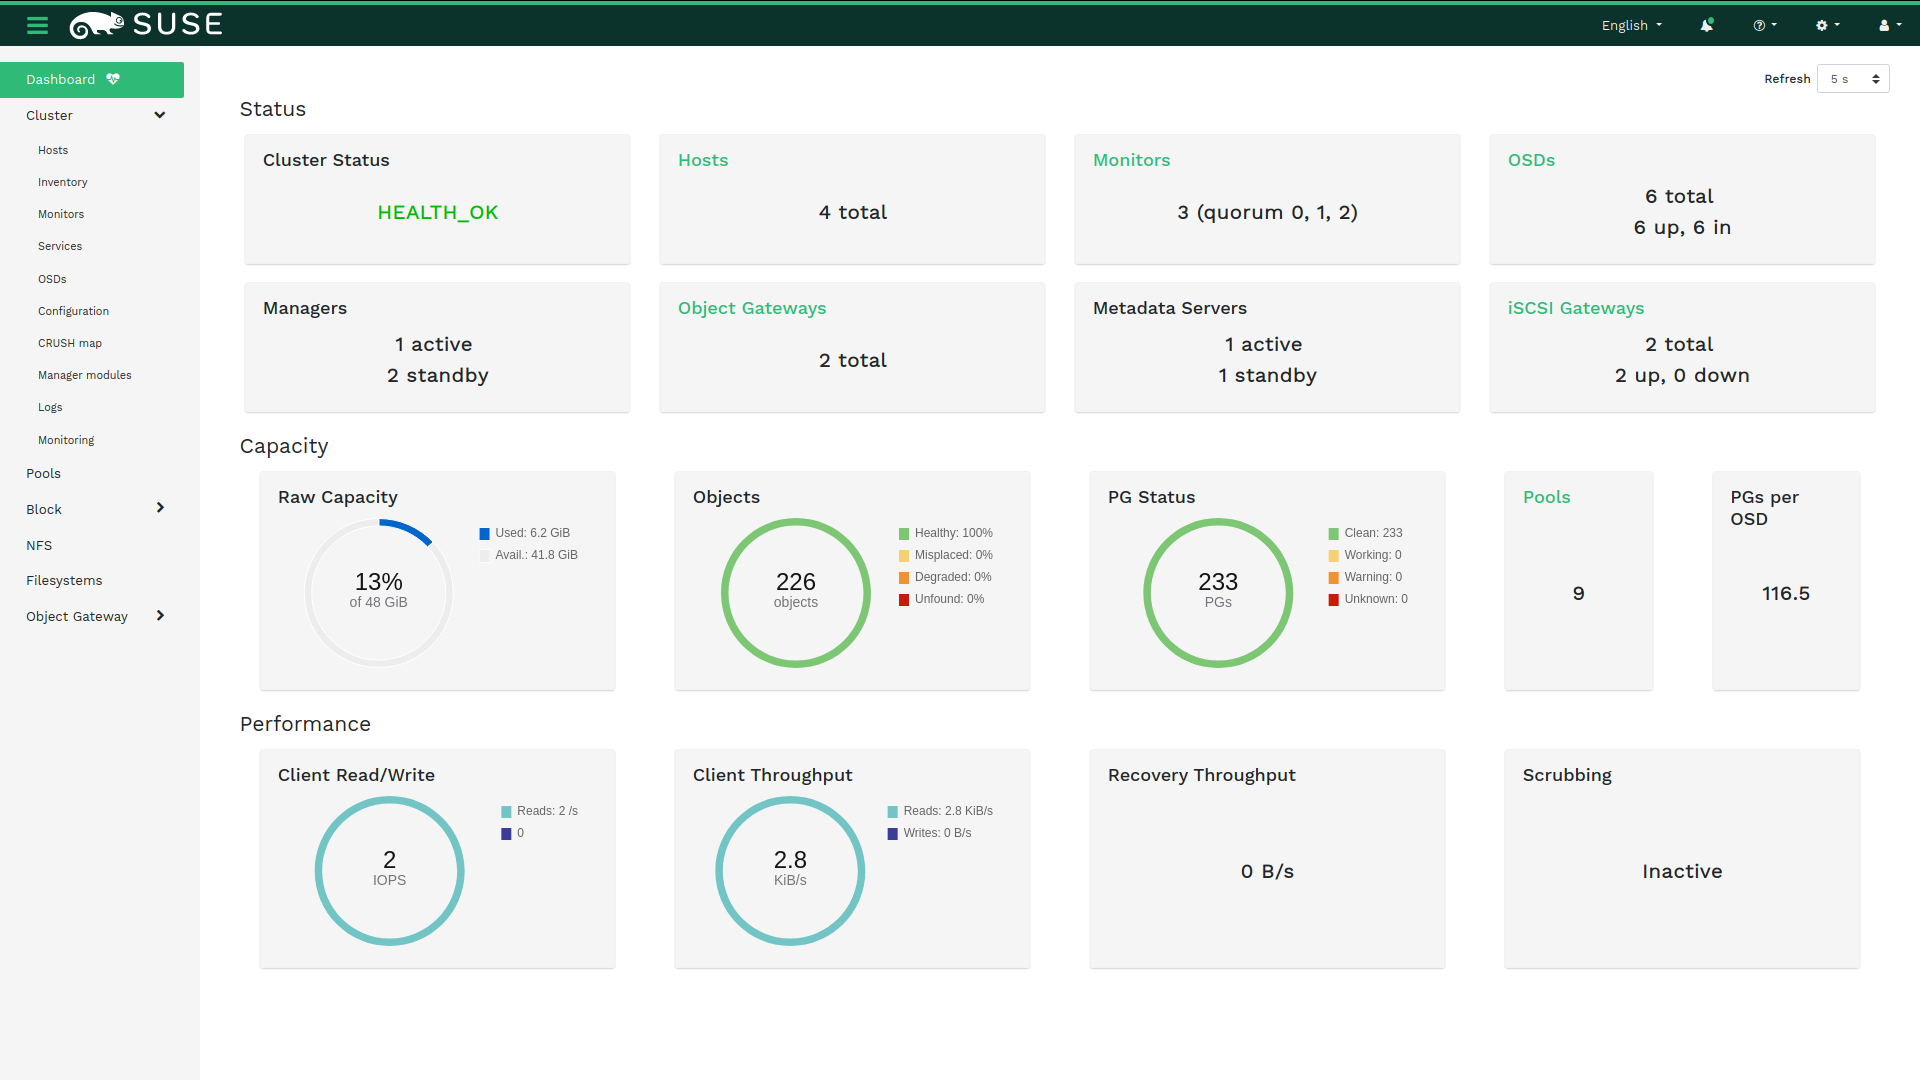 SUSE
English
Refresh
5 s
Dashboard
Cluster
Hosts
Inventory
Monitors
Services
OSDs
Configuration
CRUSH map
Manager modules
Logs
Monitoring
Pools
Block
NFS
Filesystems
Object Gateway
Status
Cluster Status
HEALTH_OK
Hosts
4 total
Monitors
3 (quorum 0, 1, 2)
OSDs
6 total
6 up, 6 in
Managers
1 active
2 standby
Object Gateways
2 total
Metadata Servers
1 active
1 standby
iSCSI Gateways
2 total
2 up, 0 down
Capacity
Raw Capacity
13%
of 48 GiB
Used: 6.2 GiB
Avail.: 41.8 GiB
Objects
226
objects
Healthy: 100%
Misplaced: 0%
Degraded: 0%
Unfound: 0%
PG Status
233
PGs
Clean: 233
Working: 0
Warning: 0
Unknown: 0
Pools
9
PGs per
OSD
116.5
Performance
Client Read/Write
2
IOPS
Reads: 2 /s
0
Client Throughput
2.8
KiB/s
Reads: 2.8 KiB/s
Writes: 0 B/s
Recovery Throughput
0 B/s
Scrubbing
Inactive